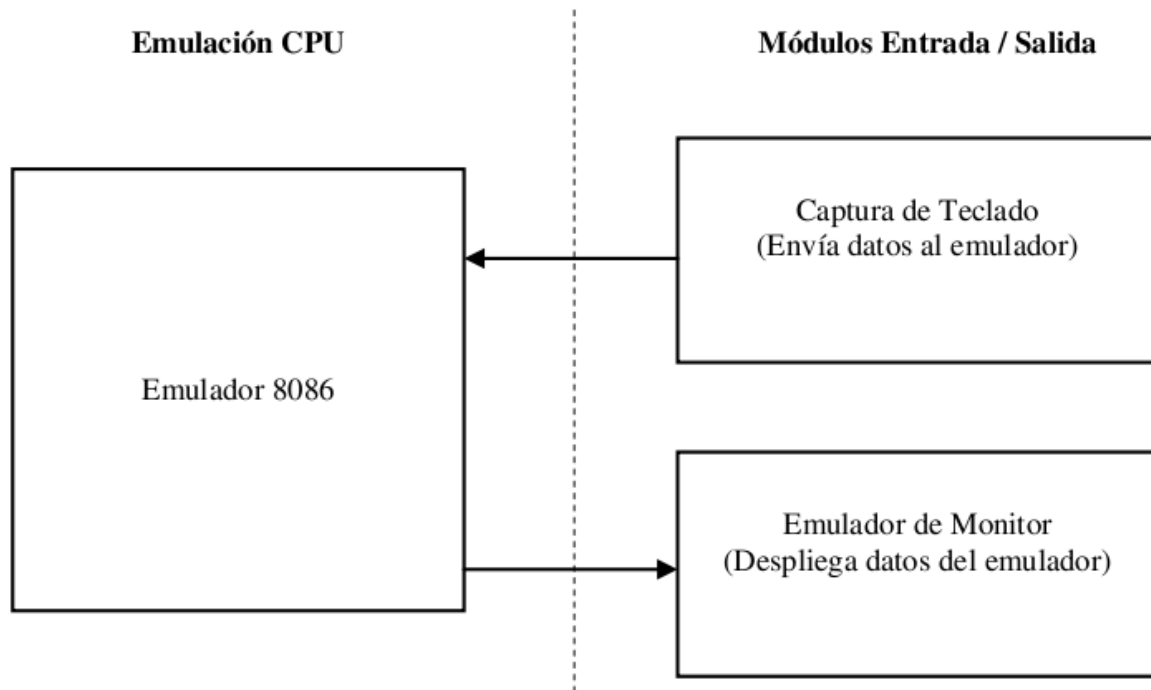 Emulación CPU
Módulos Entrada / Salida
Captura de Teclado
(Envía datos al emulador)
Emulador 8086
Emulador de Monitor
(Despliega datos del emulador)